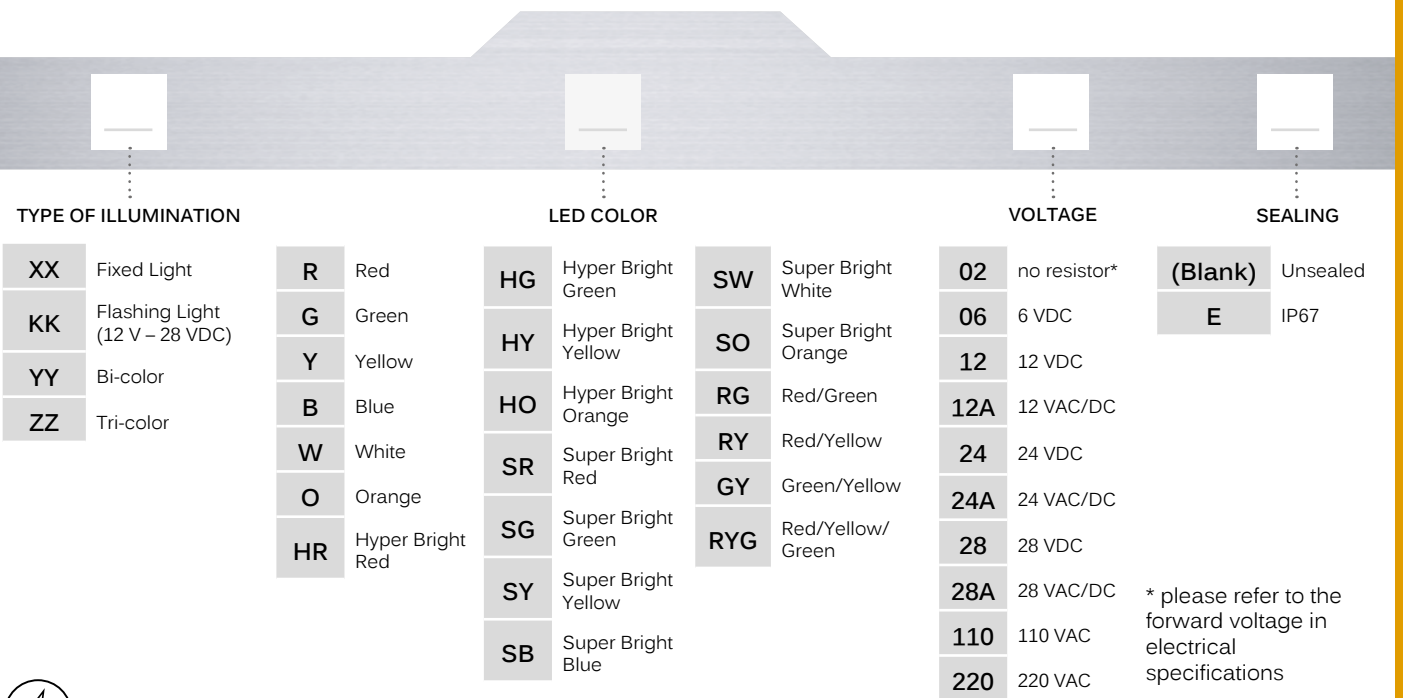 TYPE OF ILLUMINATION
XX Fixed Light
KK Flashing Light
(12 V – 28 VDC)
YY Bi-color
ZZ Tri-color
LED COLOR
R Red
G Green
Y Yellow
B Blue
W White
O Orange
HR Hyper Bright
Red
HG Hyper Bright
Green
HY Hyper Bright
Yellow
HO Hyper Bright
Orange
SR Super Bright
Red
SG Super Bright
Green
SY Super Bright
Yellow
SB Super Bright
Blue
SW Super Bright
White
SO Super Bright
Orange
RG Red/Green
RY Red/Yellow
GY Green/Yellow
RYG Red/Yellow/
Green
VOLTAGE
02 no resistor*
06 6 VDC
12 12 VDC
12A 12 VAC/DC
24 24 VDC
24A 24 VAC/DC
28 28 VDC
28A 28 VAC/DC
110 110 VAC
220 220 VAC
SEALING
(Blank) Unsealed
E IP67
* please refer to the
forward voltage in
electrical
specifications